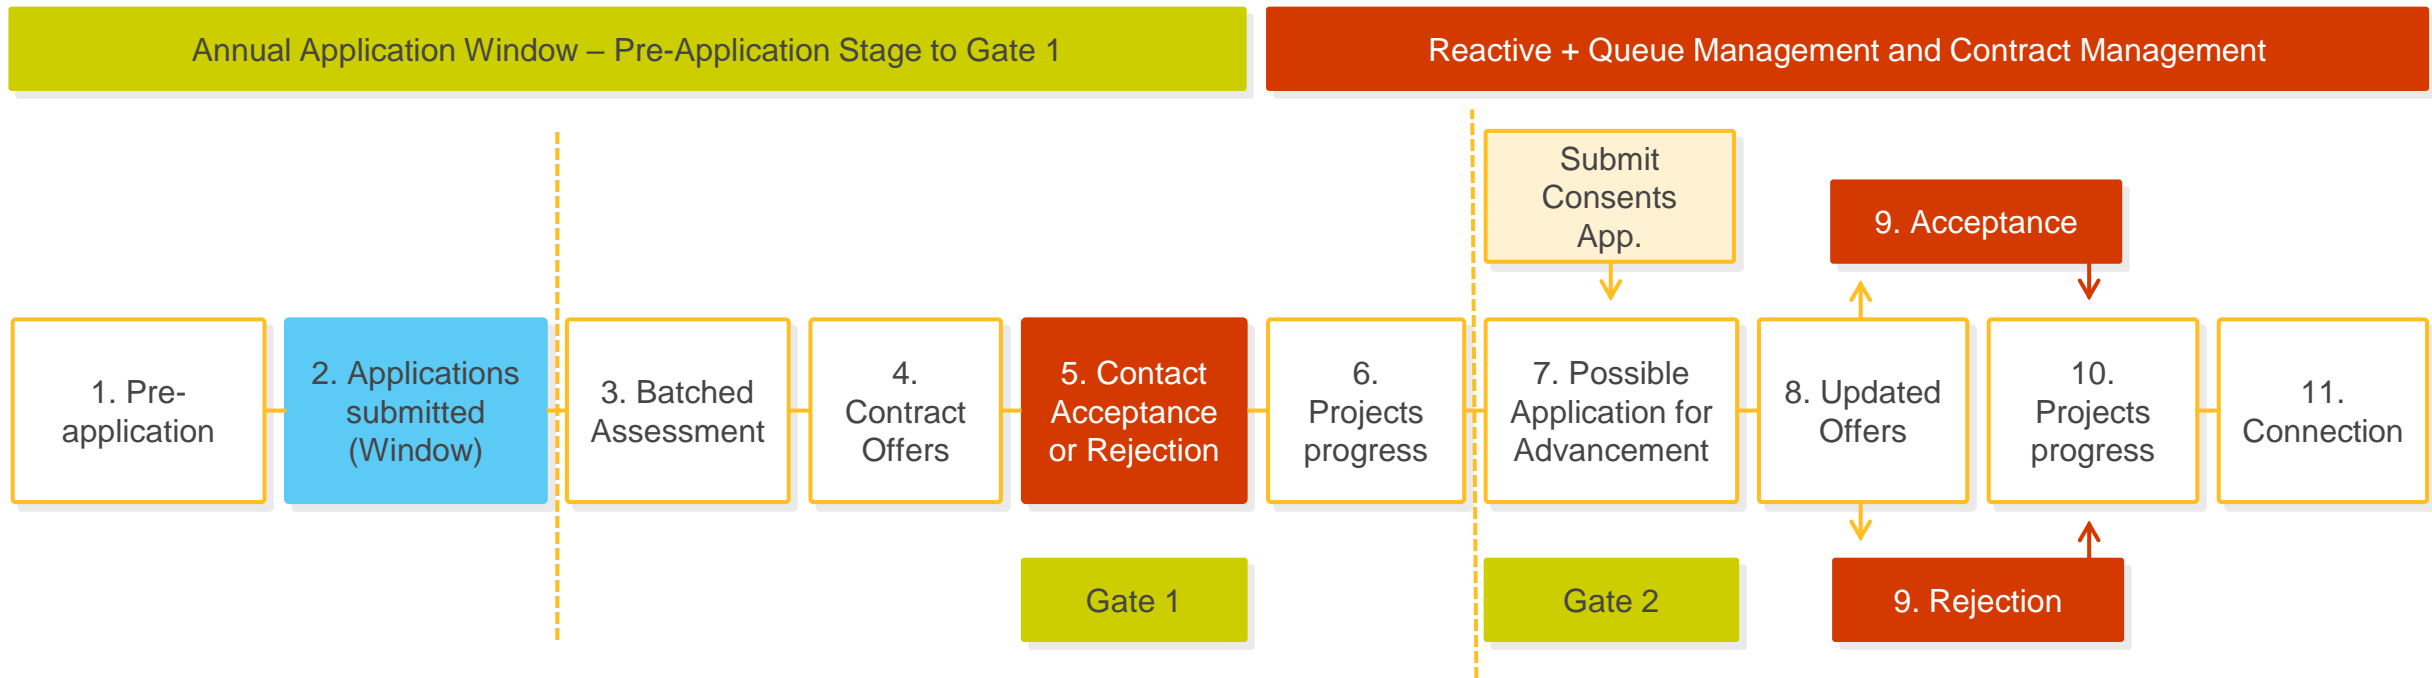 Annual Application Window – Pre-Application Stage to Gate 1
Reactive + Queue Management and Contract Management
Submit
Consents
App.
9. Acceptance
1. Pre-
application
2. Applications
submitted
(Window)
3. Batched
Assessment
4.
Contract
Offers
5. Contact
Acceptance
or Rejection
6.
Projects
progress
7. Possible
Application for
Advancement
8. Updated
Offers
10.
Projects
progress
11.
Connection
Gate 1
Gate 2
9. Rejection